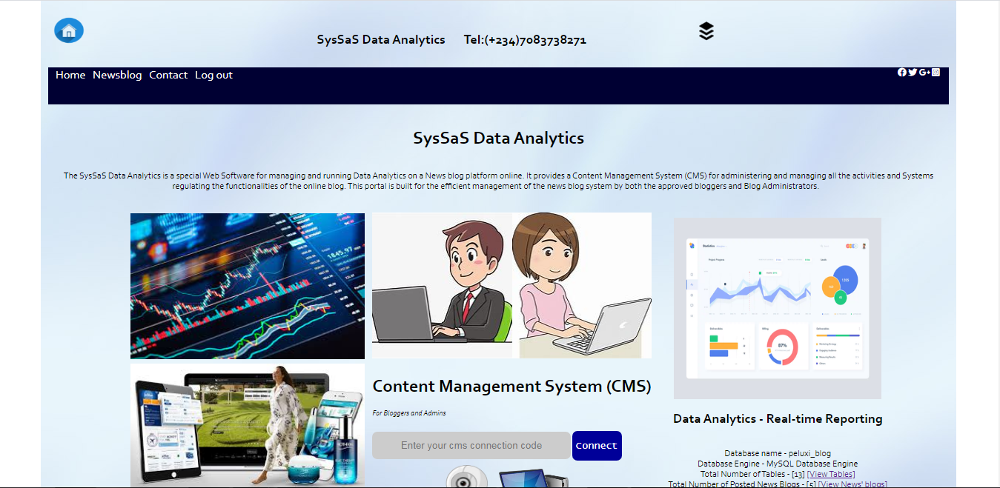 SysSaS Data Analytics Tel:(+234)7083738271
Home Newsblog Contact Log out
SysSaS Data Analytics
The SysSaS Data Analytics is a special Web Software for managing and running Data Analytics on a News blog platform online. It provides a Content Management System (CMS) for administering and managing all the activities and Systems
regulating the functionalities of the online blog. This portal is built for the efficient management of the news blog system by both the approved bloggers and Blog Administrators.
1845.97
Statistics
87%
Content Management System (CMS)
For Bloggers and Admins
Enter your cms connection code
Connect
BIOTHERM
Data Analytics - Real-time Reporting
Database name - peluxi_blog
Database Engine - MySQL Database Engine
Total Number of Tables - [13] [View Tables]
Total Number of Posted News Blogs - [5] [View News' blogs]